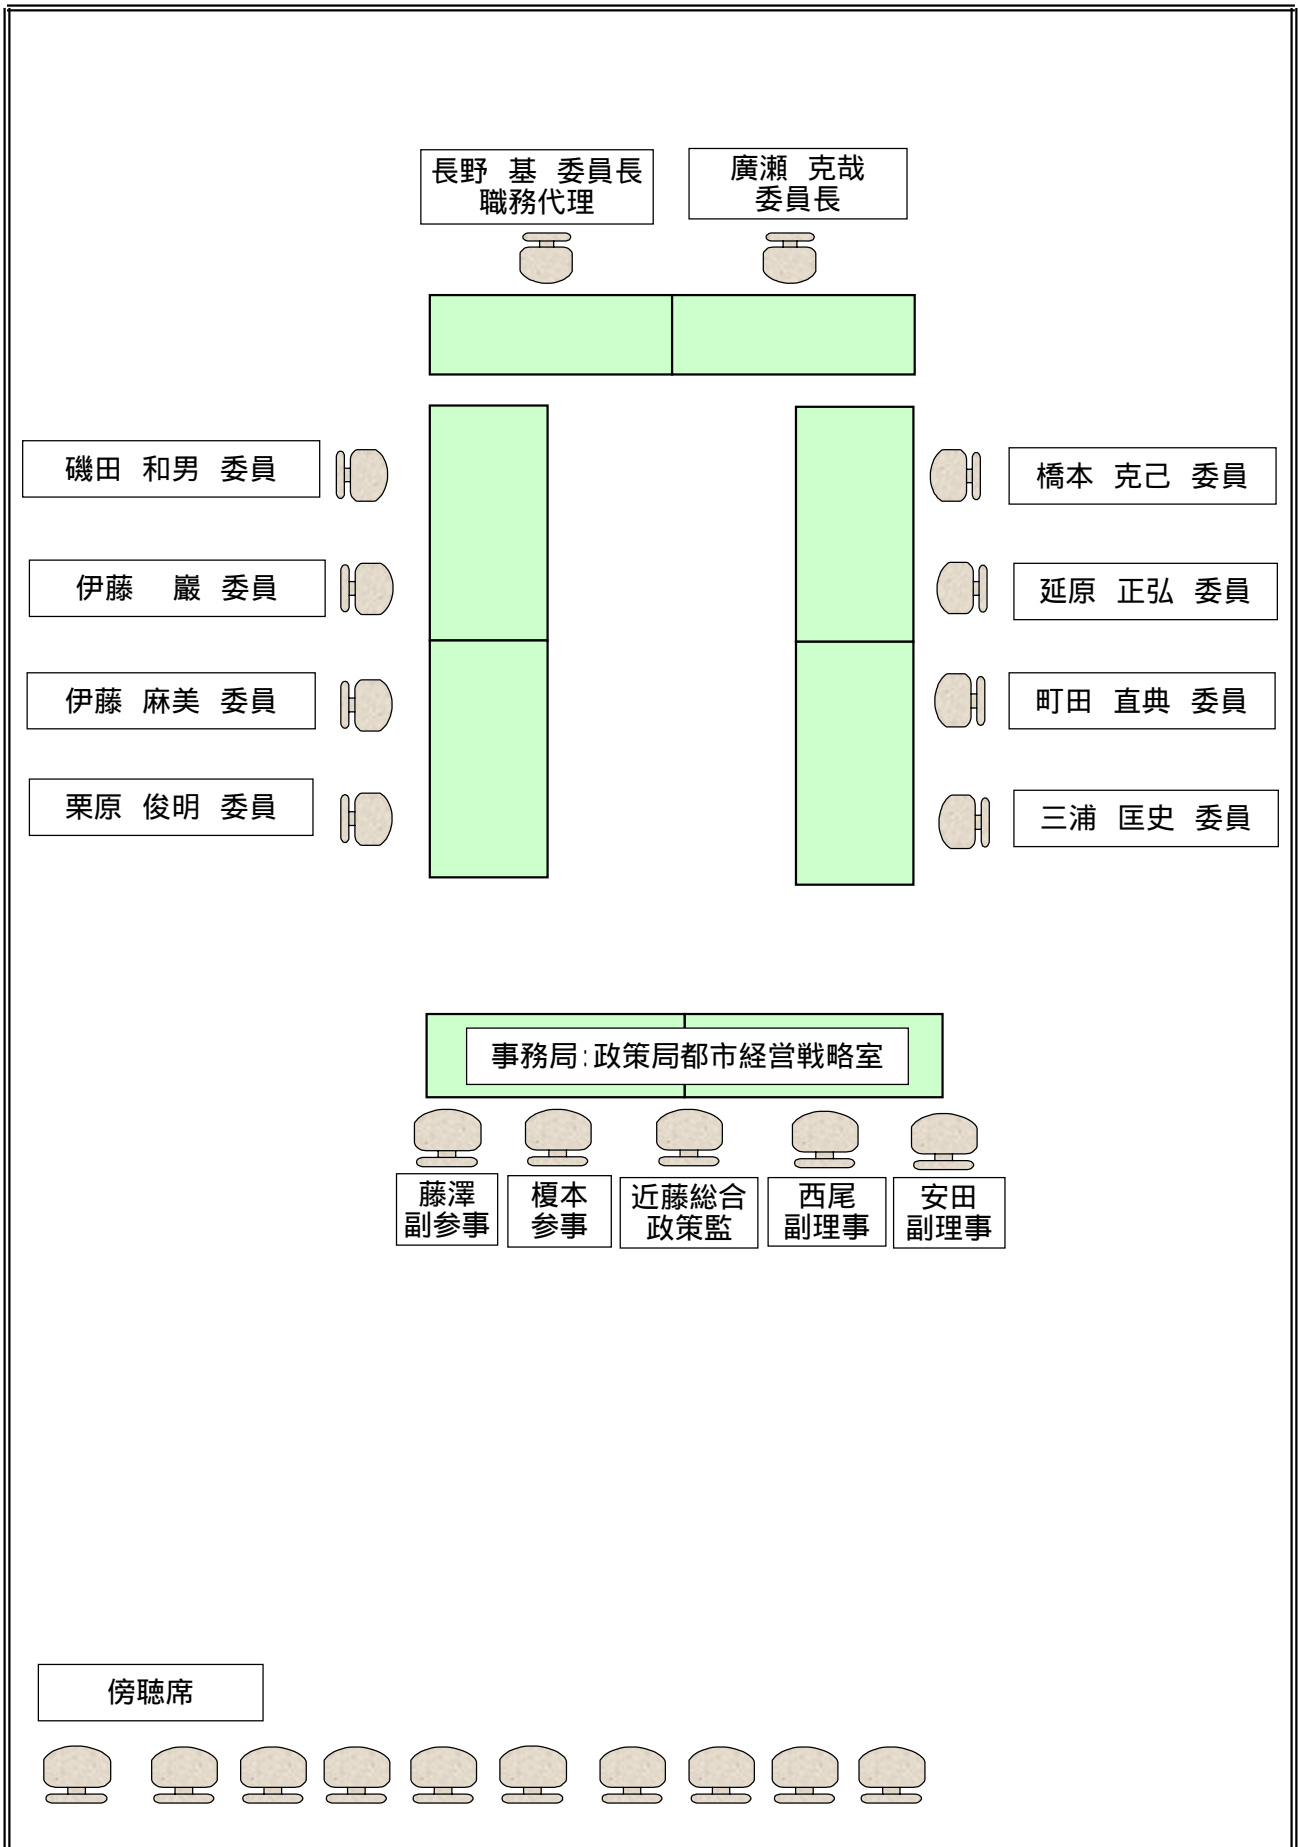 長野 基 委員長
職務代理
廣瀬 克哉
委員長
磯田 和男 委員
橋本 克己 委員
伊藤 巖 委員
延原 正弘 委員
伊藤 麻美 委員
町田 直典 委員
栗原 俊明 委員
三浦 匡史 委員
事務局:政策局都市経営戦略室
藤澤
副参事
榎本
参事
近藤総合
政策監
西尾
副理事
安田
副理事
傍聴席